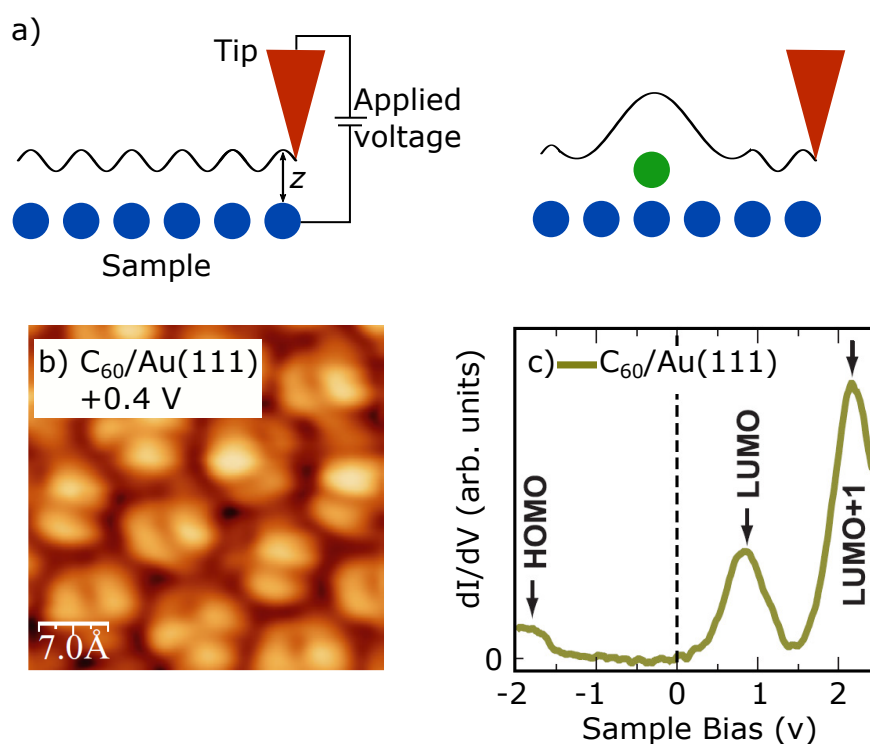 a)
Tip
Applied
voltage
z
Sample
b) C₆₀/Au(111)
+0.4 V
7.0Å
c) C₆₀/Au(111)
dI/dV (arb. units)
HOMO
LUMO
LUMO+1
0
-2 -1 0 1 2
Sample Bias (v)